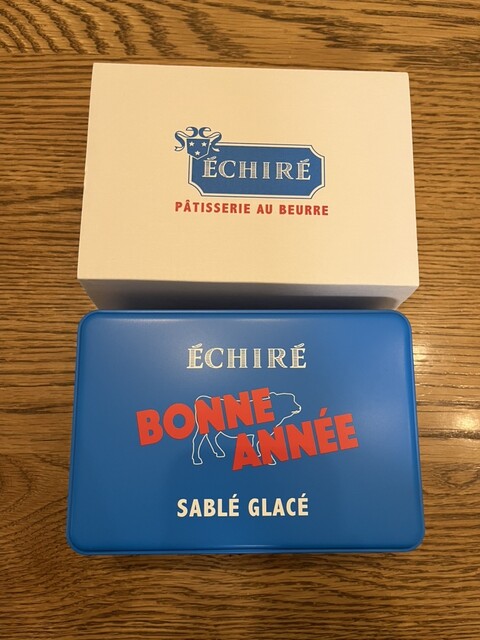 ÉCHIRÉ
PÂTISSERIE AU BEURRE
ÉCHIRÉ
BONNE
ANNÉE
SABLÉ GLACÉ